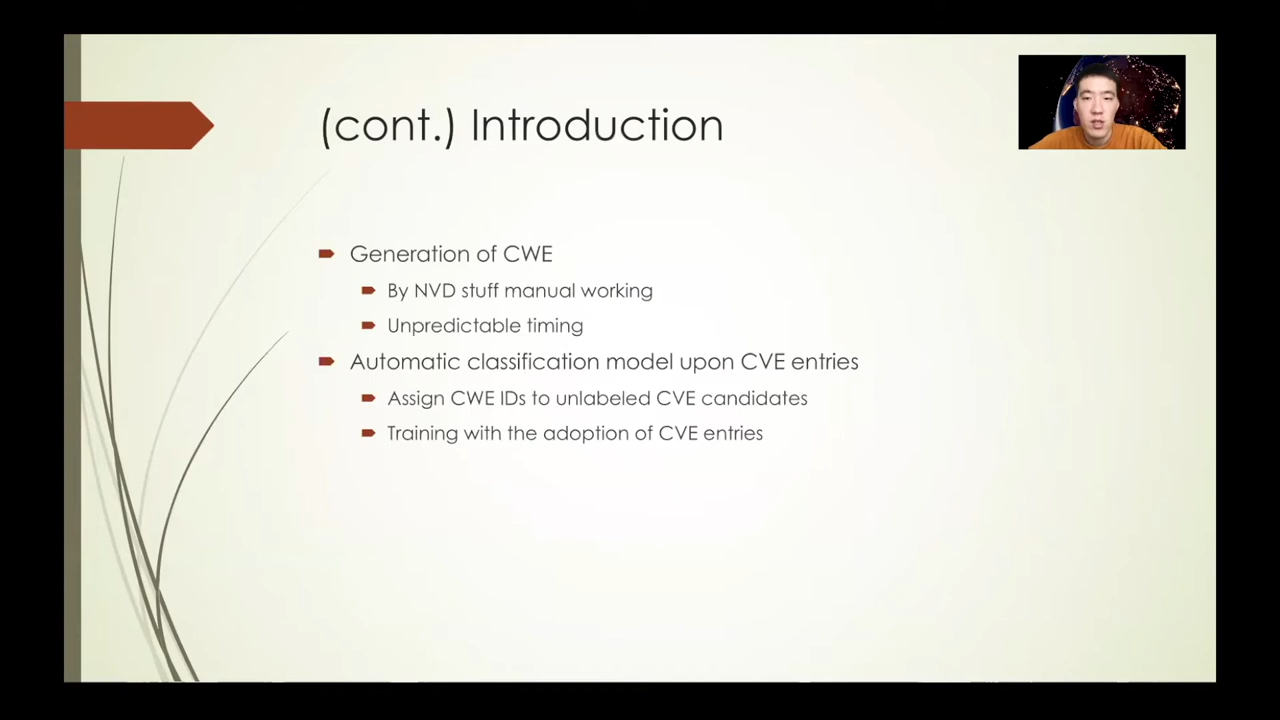 (cont.) Introduction
Generation of CWE
By NVD stuff manual working
Unpredictable timing
Automatic classification model upon CVE entries
Assign CWE IDs to unlabeled CVE candidates
Training with the adoption of CVE entries